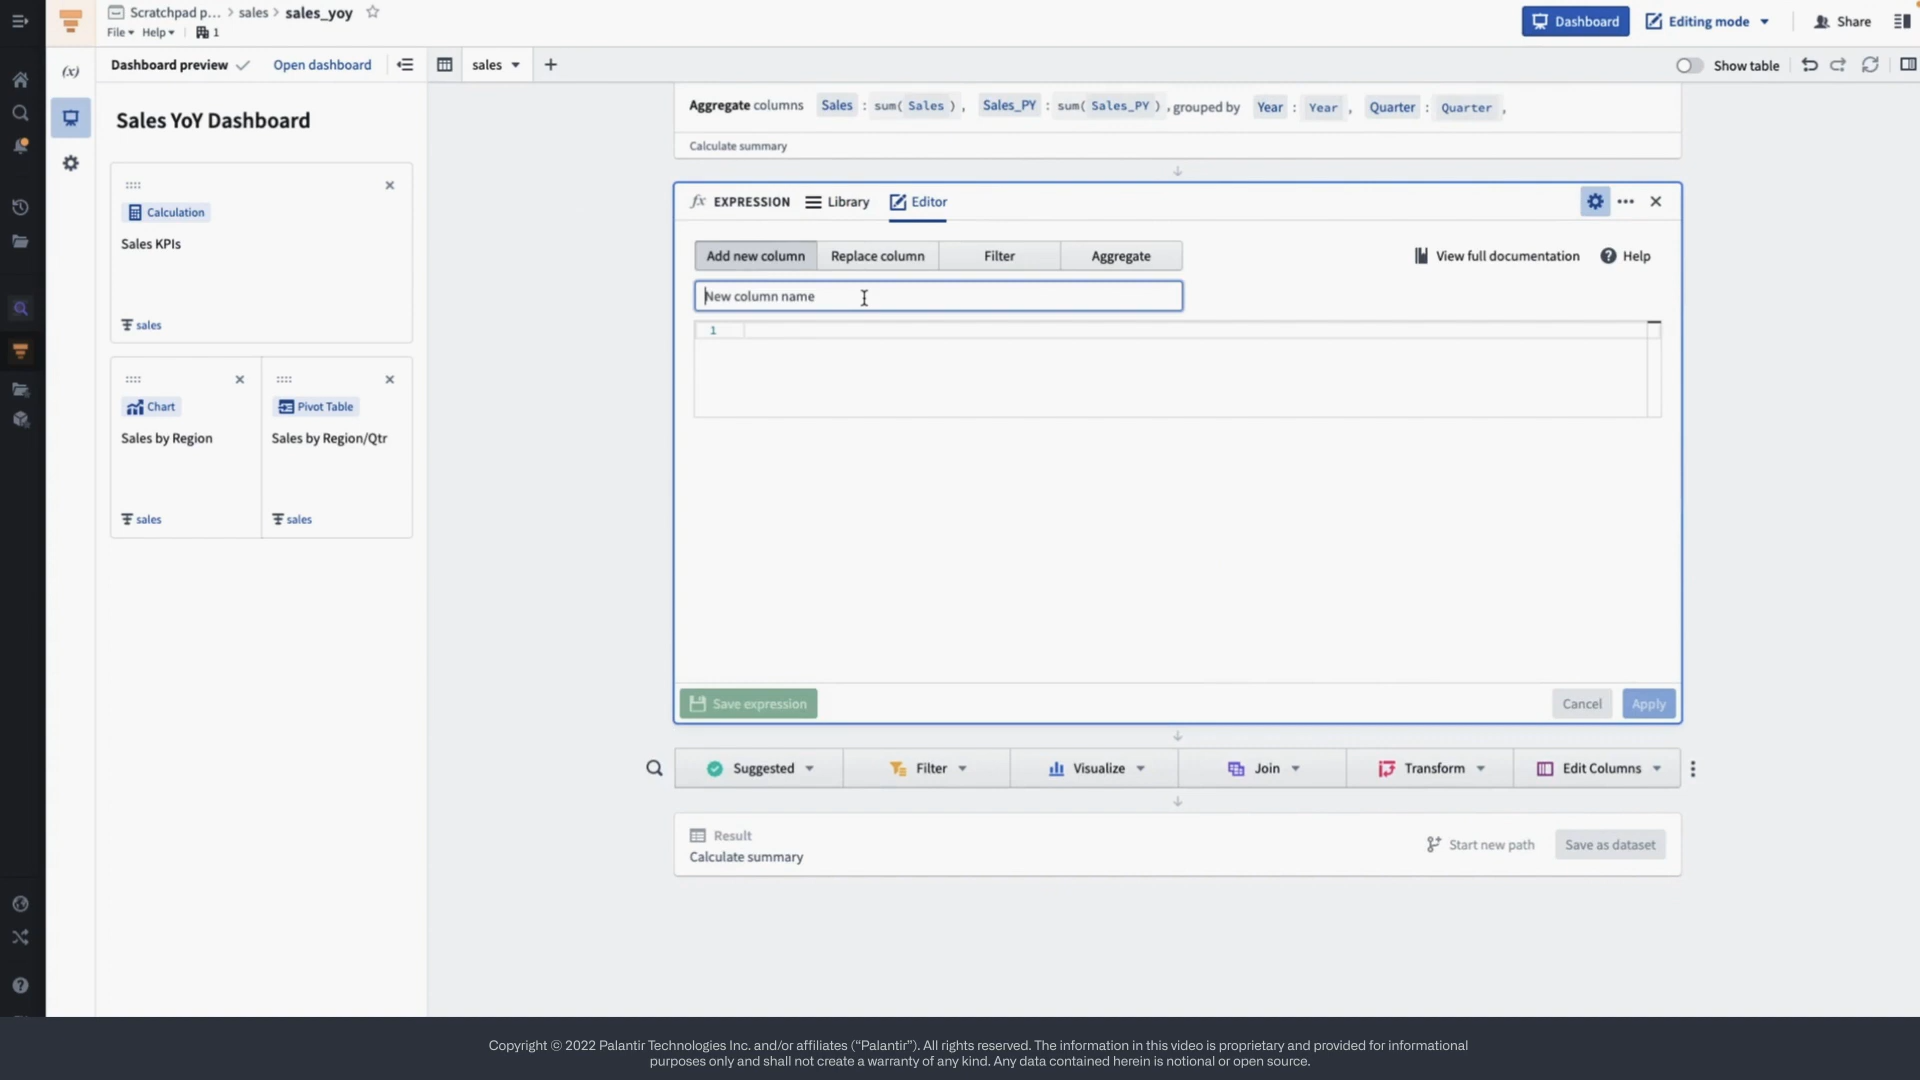 Scratchpad p... > sales > sales_yoy
File Help 1
Dashboard
Editing mode
Share
(x)
Dashboard preview
Open dashboard
sales
Show table
Sales YoY Dashboard
Calculation
Sales KPIs
sales
Chart
Sales by Region
sales
Pivot Table
Sales by Region/Qtr
sales
Aggregate columns Sales : sum( Sales ) , Sales_PY : sum( Sales_PY ) , grouped by Year : Year , Quarter : Quarter ,
Calculate summary
fx EXPRESSION Library Editor
Add new column Replace column Filter Aggregate
View full documentation Help
New column name
1
Save expression
Cancel Apply
Suggested Filter Visualize Join Transform Edit Columns
Result
Calculate summary
Start new path Save as dataset
Copyright © 2022 Palantir Technologies Inc. and/or affiliates (“Palantir”). All rights reserved. The information in this video is proprietary and provided for informational
purposes only and shall not create a warranty of any kind. Any data contained herein is notional or open source.